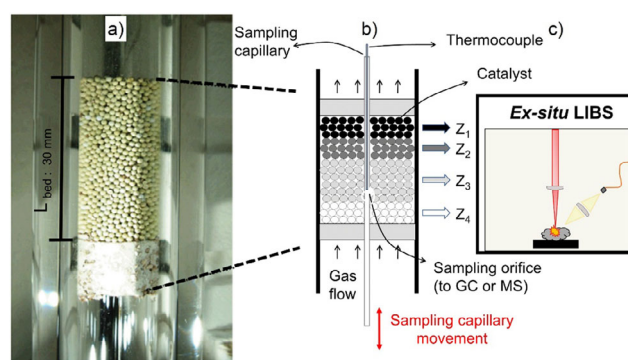 a)
L bed : 30 mm
Sampling
capillary
b)
Thermocouple
c)
Catalyst
Z1
Z2
Z3
Z4
Gas
flow
Sampling orifice
(to GC or MS)
Sampling capillary
movement
Ex-situ LIBS